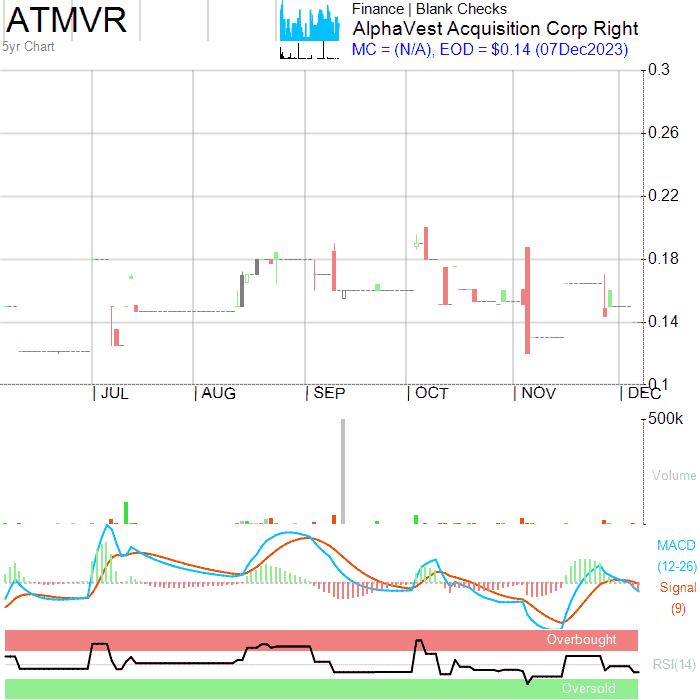 ATMVR
5yr Chart
Finance | Blank Checks
AlphaVest Acquisition Corp Right
MC = (N/A), EOD = $0.14 (07Dec2023)
0.3
0.26
0.22
0.18
0.14
0.1
JUL AUG SEP OCT NOV DEC
500k
Volume
MACD
(12-26)
Signal
(9)
Overbought
RSI(14)
Oversold